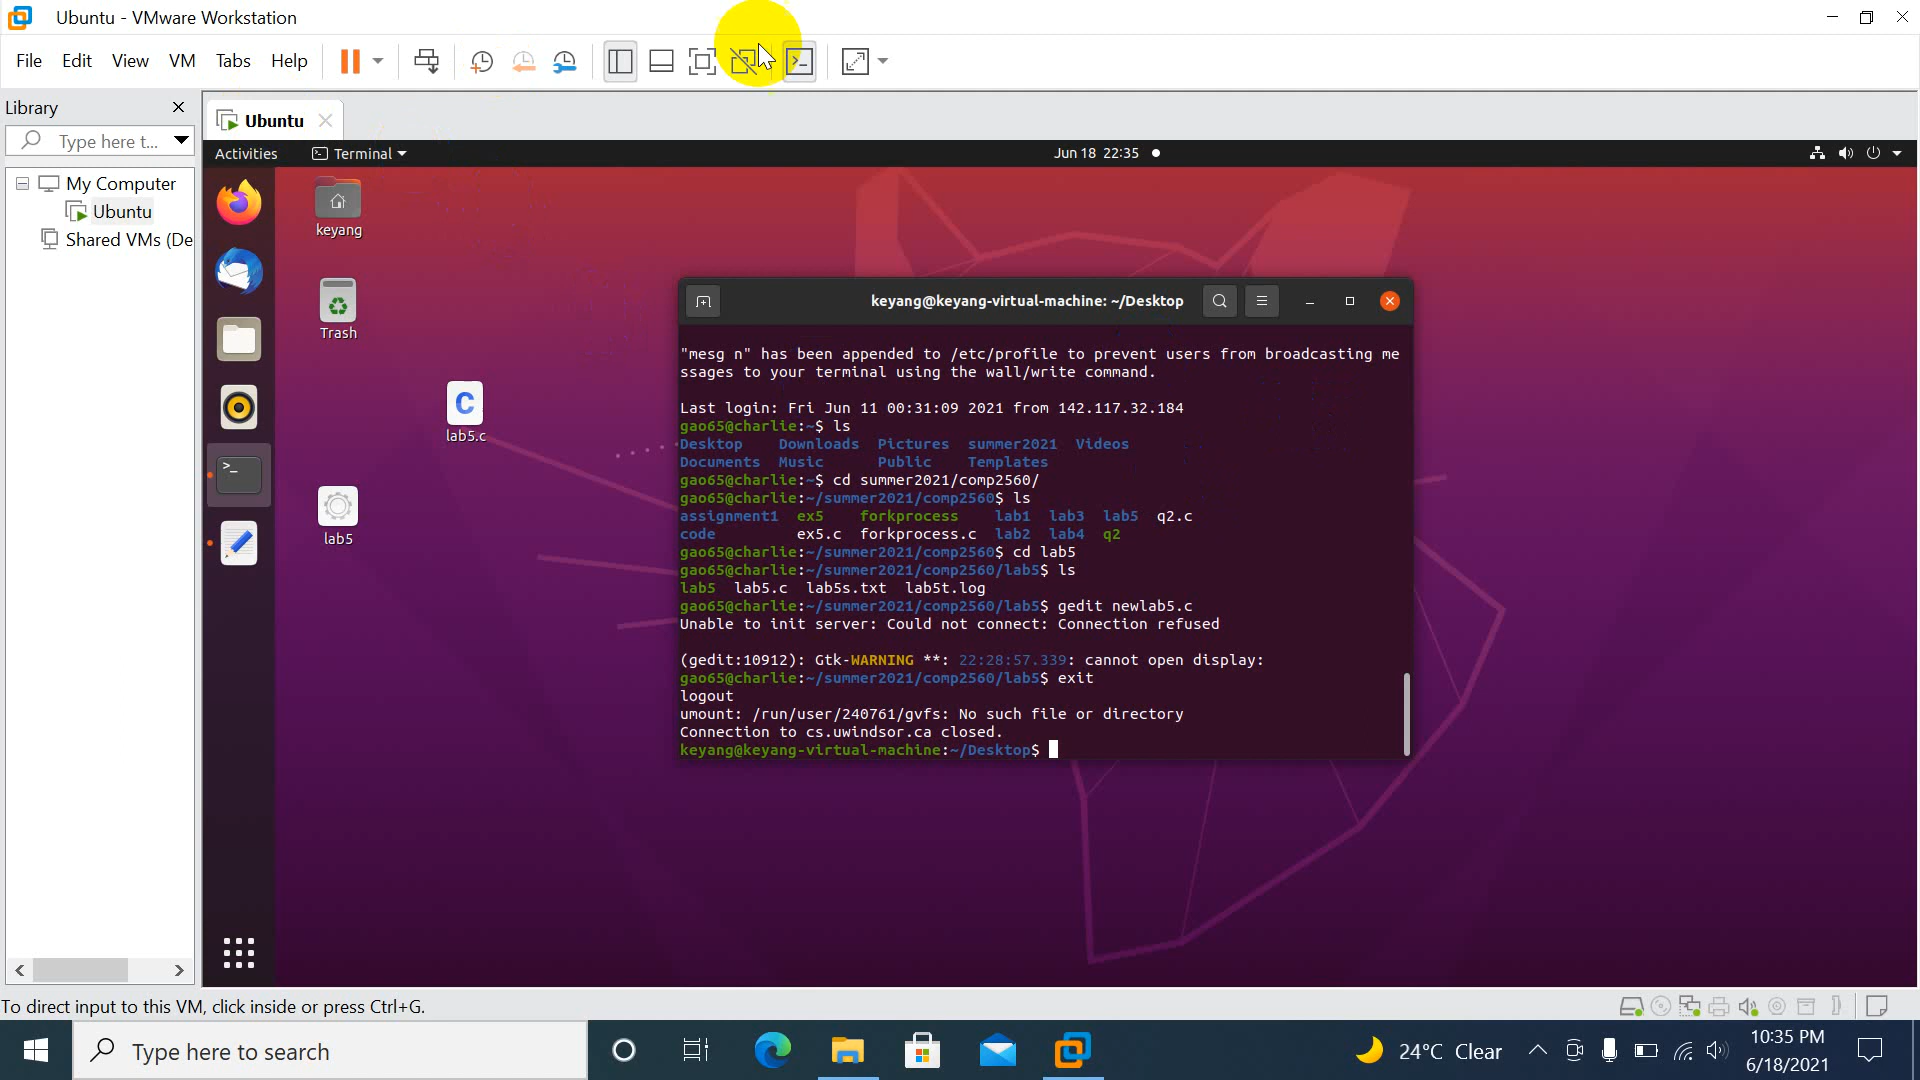 Ubuntu - VMware Workstation
File Edit View VM Tabs Help
Library
Type here t...
My Computer
Ubuntu
Shared VMs (De
Ubuntu
Activities Terminal Jun 18 22:35
keyang
Trash
lab5.c
lab5
keyang@keyang-virtual-machine: ~/Desktop
"mesg n" has been appended to /etc/profile to prevent users from broadcasting me
ssages to your terminal using the wall/write command.
Last login: Fri Jun 11 00:31:09 2021 from 142.117.32.184
gao65@charlie:~$ ls
Desktop Downloads Pictures summer2021 Videos
Documents Music Public Templates
gao65@charlie:~$ cd summer2021/comp2560/
gao65@charlie:~/summer2021/comp2560$ ls
assignment1 ex5 forkprocess lab1 lab3 lab5 q2.c
code ex5.c forkprocess.c lab2 lab4 q2
gao65@charlie:~/summer2021/comp2560$ cd lab5
gao65@charlie:~/summer2021/comp2560/lab5$ ls
lab5 lab5.c lab5s.txt lab5t.log
gao65@charlie:~/summer2021/comp2560/lab5$ gedit newlab5.c
Unable to init server: Could not connect: Connection refused
(gedit:10912): Gtk-WARNING **: 22:28:57.339: cannot open display:
gao65@charlie:~/summer2021/comp2560/lab5$ exit
logout
umount: /run/user/240761/gvfs: No such file or directory
Connection to cs.uwindsor.ca closed.
keyang@keyang-virtual-machine:~/Desktop$
To direct input to this VM, click inside or press Ctrl+G.
Type here to search
24°C Clear
10:35 PM
6/18/2021